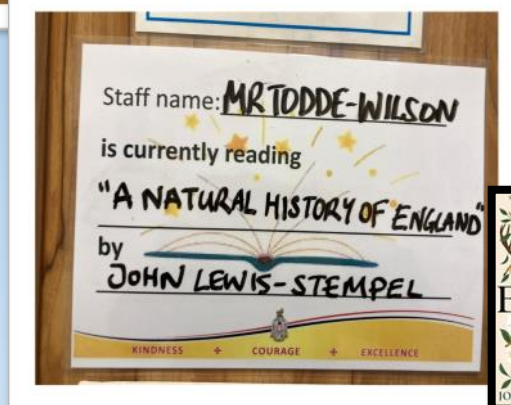 Staff name: MR TODDE-WILSON
is currently reading
"A NATURAL HISTORY OF ENGLAND"
by
JOHN LEWIS-STEMPEL
KINDNESS + COURAGE + EXCELLENCE